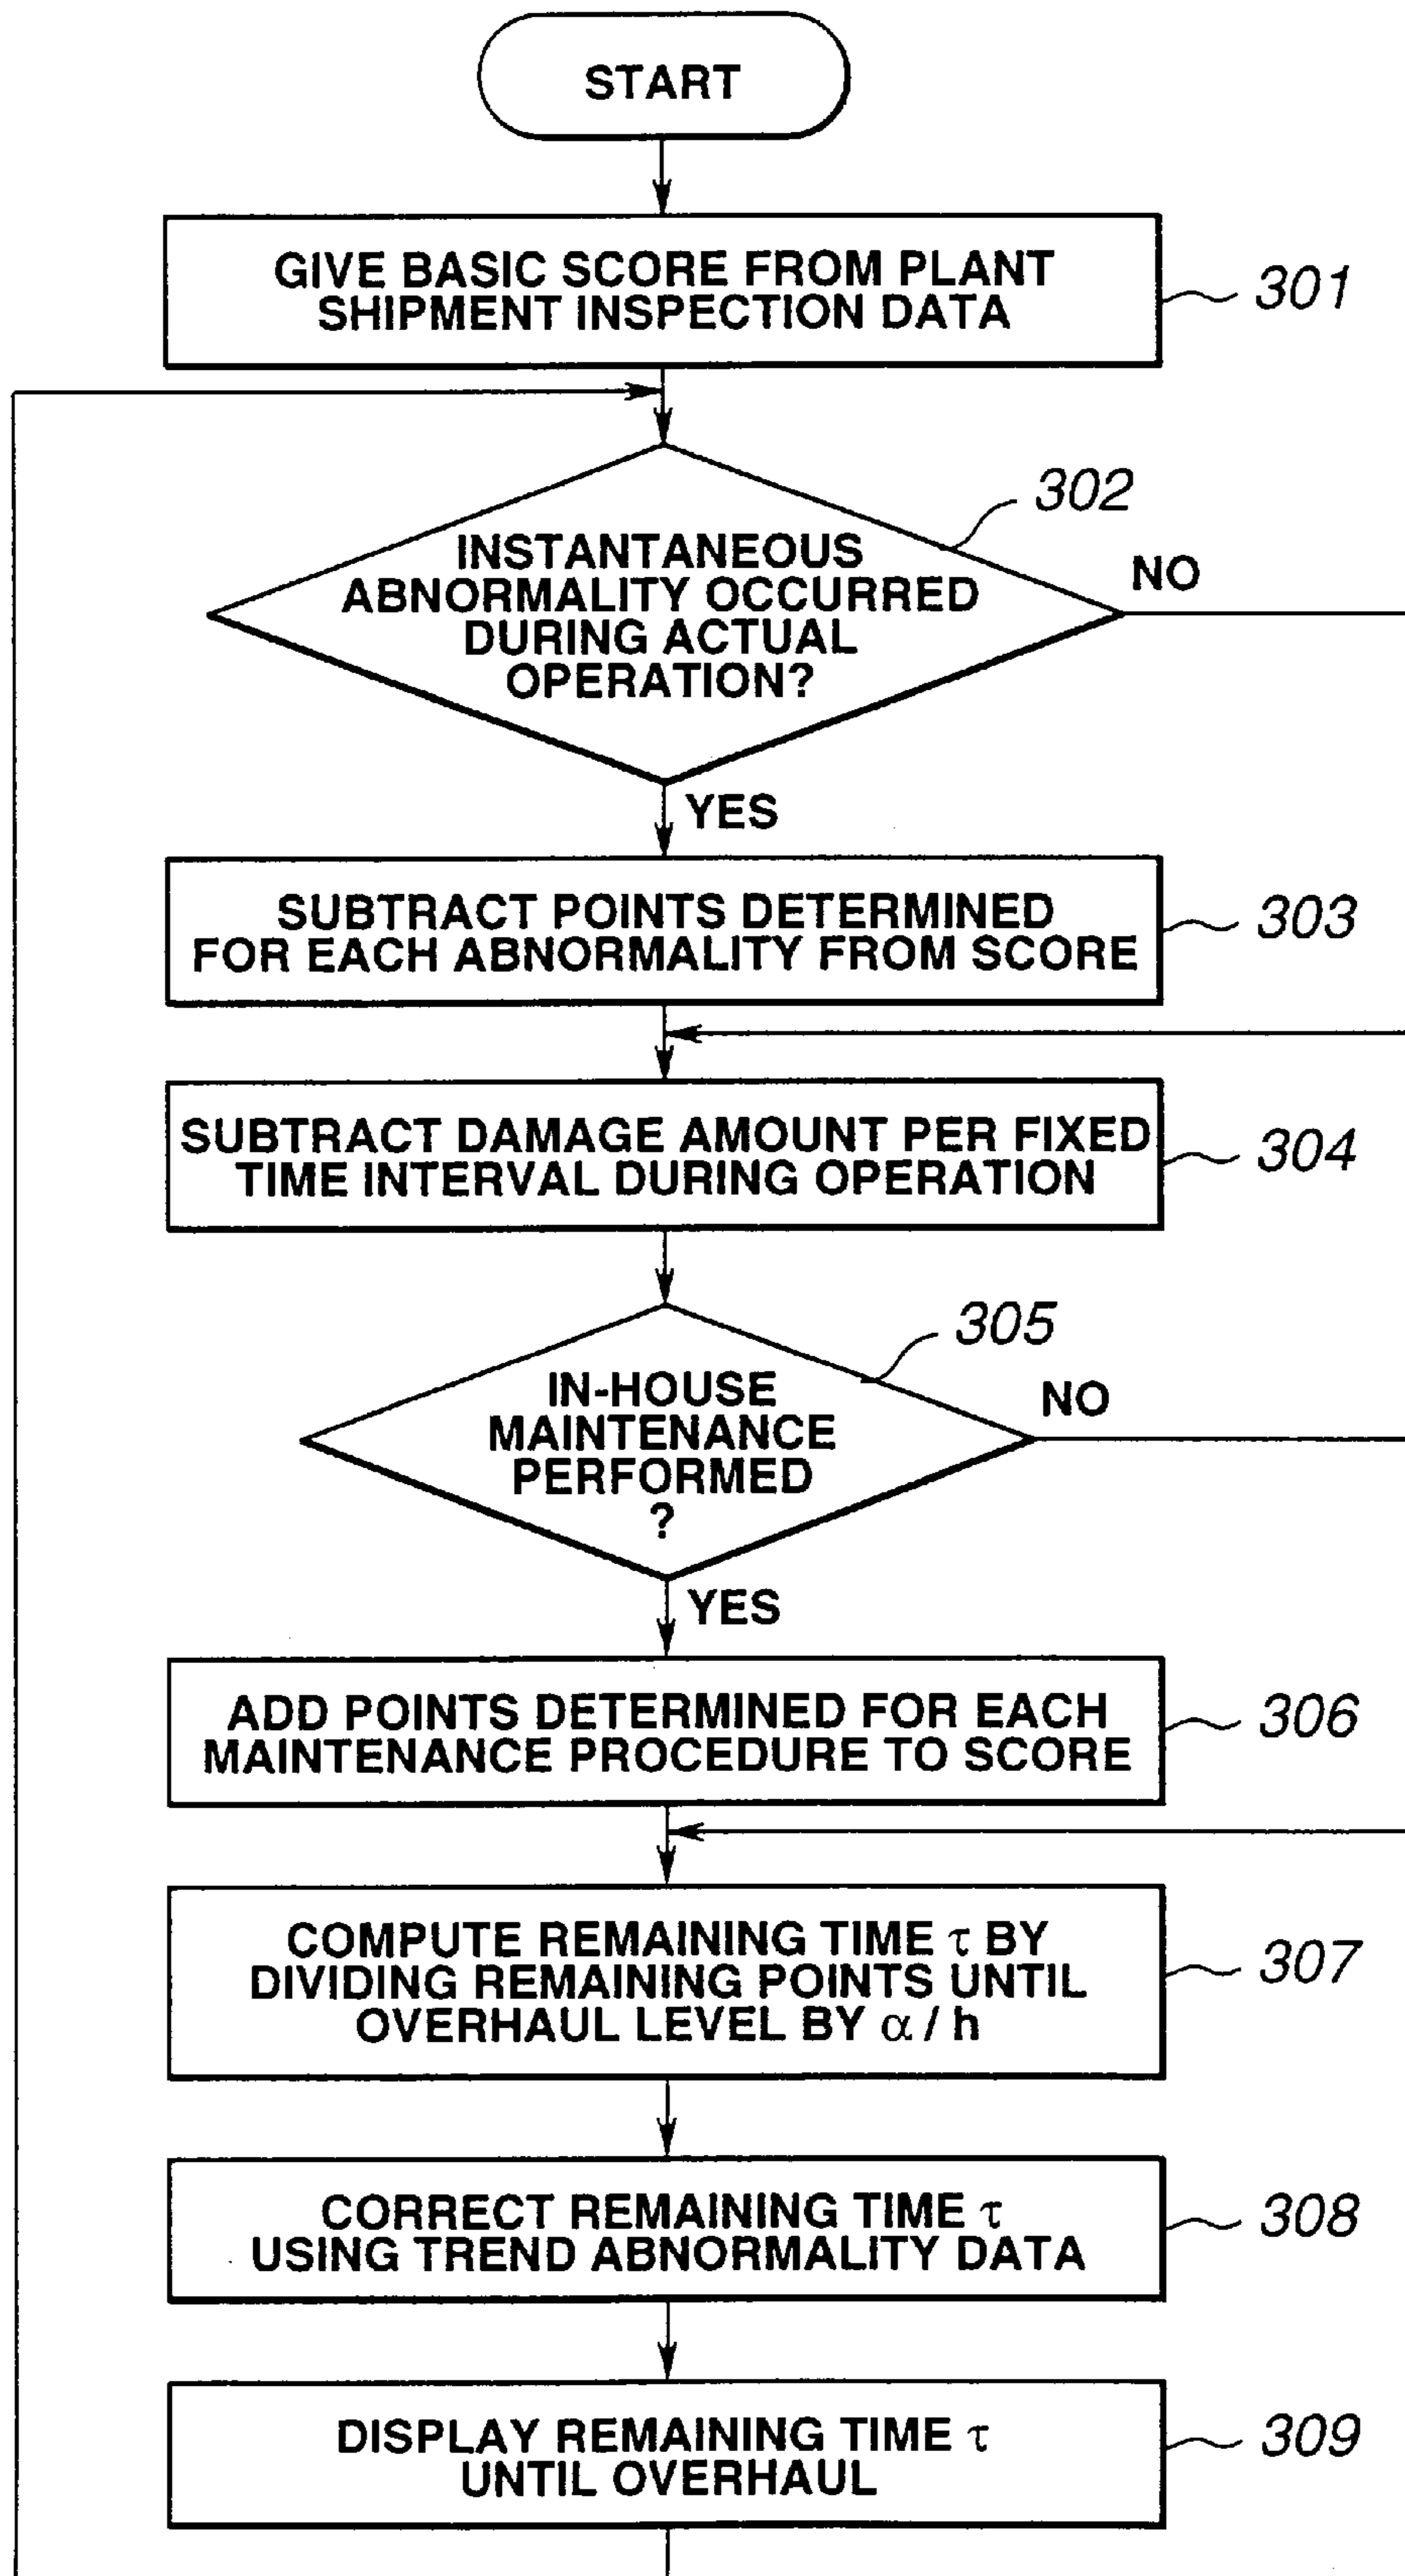 START
GIVE BASIC SCORE FROM PLANT
SHIPMENT INSPECTION DATA
301
302
INSTANTANEOUS
ABNORMALITY OCCURRED
DURING ACTUAL
OPERATION?
NO
YES
SUBTRACT POINTS DETERMINED
FOR EACH ABNORMALITY FROM SCORE
303
SUBTRACT DAMAGE AMOUNT PER FIXED
TIME INTERVAL DURING OPERATION
304
305
IN-HOUSE
MAINTENANCE
PERFORMED
?
NO
YES
ADD POINTS DETERMINED FOR EACH
MAINTENANCE PROCEDURE TO SCORE
306
COMPUTE REMAINING TIME τ BY
DIVIDING REMAINING POINTS UNTIL
OVERHAUL LEVEL BY α / h
307
CORRECT REMAINING TIME τ
USING TREND ABNORMALITY DATA
308
DISPLAY REMAINING TIME τ
UNTIL OVERHAUL
309